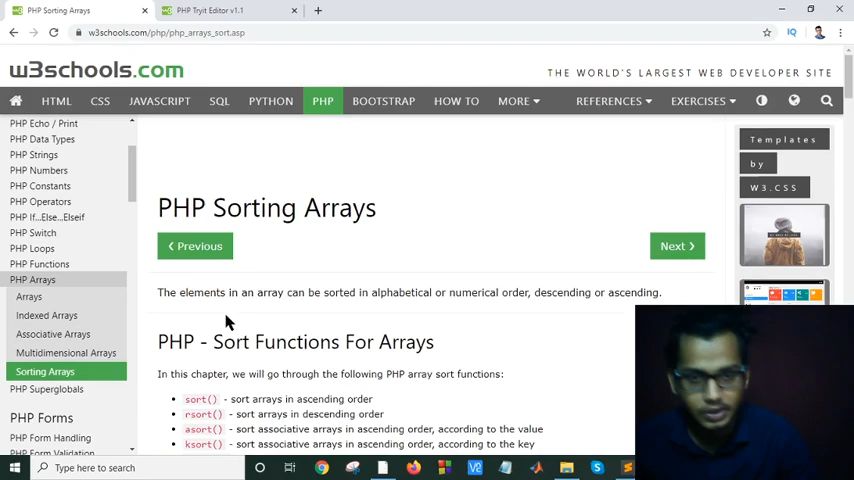 PHP Sorting Arrays
PHP Tryit Editor v1.1
w3schools.com/php/php_arrays_sort.asp
IQ
w3schools.com
THE WORLD'S LARGEST WEB DEVELOPER SITE
HTML CSS JAVASCRIPT SQL PYTHON PHP BOOTSTRAP HOW TO MORE REFERENCES EXERCISES
PHP Echo / Print
PHP Data Types
PHP Strings
PHP Numbers
PHP Constants
PHP Operators
PHP If...Else...Elseif
PHP Switch
PHP Loops
PHP Functions
PHP Arrays
Arrays
Indexed Arrays
Associative Arrays
Multidimensional Arrays
Sorting Arrays
PHP Superglobals
PHP Forms
PHP Form Handling
PHP Form Validation
PHP Sorting Arrays
❮ Previous
Next ❯
The elements in an array can be sorted in alphabetical or numerical order, descending or ascending.
PHP - Sort Functions For Arrays
In this chapter, we will go through the following PHP array sort functions:
• sort() - sort arrays in ascending order
• rsort() - sort arrays in descending order
• asort() - sort associative arrays in ascending order, according to the value
• ksort() - sort associative arrays in ascending order, according to the key
Templates
by
W3.CSS
Type here to search